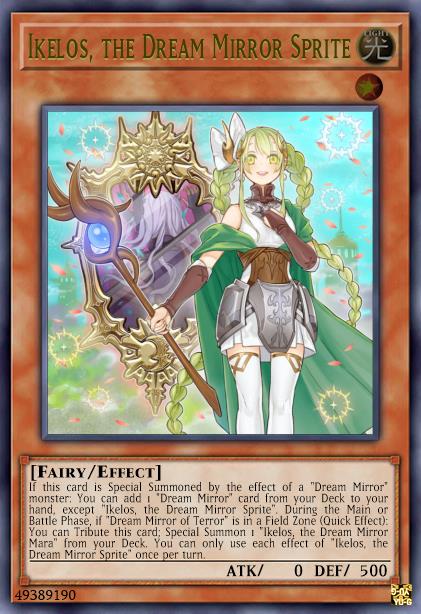 Ikelos, the Dream Mirror Sprite
LIGHT
光
[Fairy/Effect]
If this card is Special Summoned by the effect of a "Dream Mirror"
monster: You can add 1 "Dream Mirror" card from your Deck to your
hand, except "Ikelos, the Dream Mirror Sprite". During the Main or
Battle Phase, if "Dream Mirror of Terror" is in a Field Zone (Quick Effect):
You can Tribute this card; Special Summon 1 "Ikelos, the Dream Mirror
Mara" from your Deck. You can only use each effect of "Ikelos, the
Dream Mirror Sprite" once per turn.
ATK/ 0 DEF/ 500
49389190